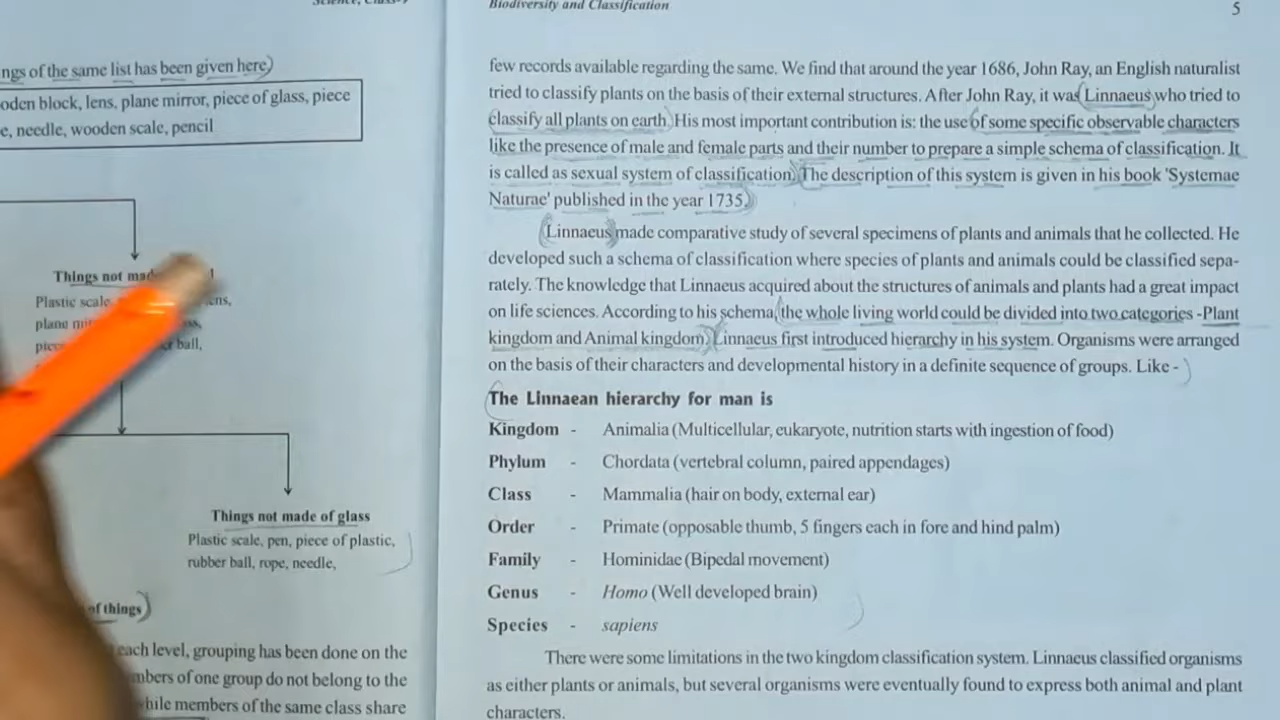 ngs of the same list has been given here)
oden block, lens, plane mirror, piece of glass, piece
e, needle, wooden scale, pencil
Things not
Plastic scale
plane
ball,
Things not made of glass
Plastic scale, pen, piece of plastic,
rubber ball, rope, needle,
of things)
each level, grouping has been done on the
mbers of one group do not belong to the
hile members of the same class share
Biodiversity and Classification
5
few records available regarding the same. We find that around the year 1686, John Ray, an English naturalist
tried to classify plants on the basis of their external structures. After John Ray, it was Linnaeus who tried to
classify all plants on earth. His most important contribution is: the use of some specific observable characters
like the presence of male and female parts and their number to prepare a simple schema of classification. It
is called as sexual system of classification. The description of this system is given in his book 'Systemae
Naturae' published in the year 1735.
Linnaeus made comparative study of several specimens of plants and animals that he collected. He
developed such a schema of classification where species of plants and animals could be classified sepa-
rately. The knowledge that Linnaeus acquired about the structures of animals and plants had a great impact
on life sciences. According to his schema, the whole living world could be divided into two categories -Plant
kingdom and Animal kingdom. Linnaeus first introduced hierarchy in his system. Organisms were arranged
on the basis of their characters and developmental history in a definite sequence of groups. Like -
The Linnaean hierarchy for man is
Kingdom - Animalia (Multicellular, eukaryote, nutrition starts with ingestion of food)
Phylum - Chordata (vertebral column, paired appendages)
Class - Mammalia (hair on body, external ear)
Order - Primate (opposable thumb, 5 fingers each in fore and hind palm)
Family - Hominidae (Bipedal movement)
Genus - Homo (Well developed brain)
Species - sapiens
There were some limitations in the two kingdom classification system. Linnaeus classified organisms
as either plants or animals, but several organisms were eventually found to express both animal and plant
characters.